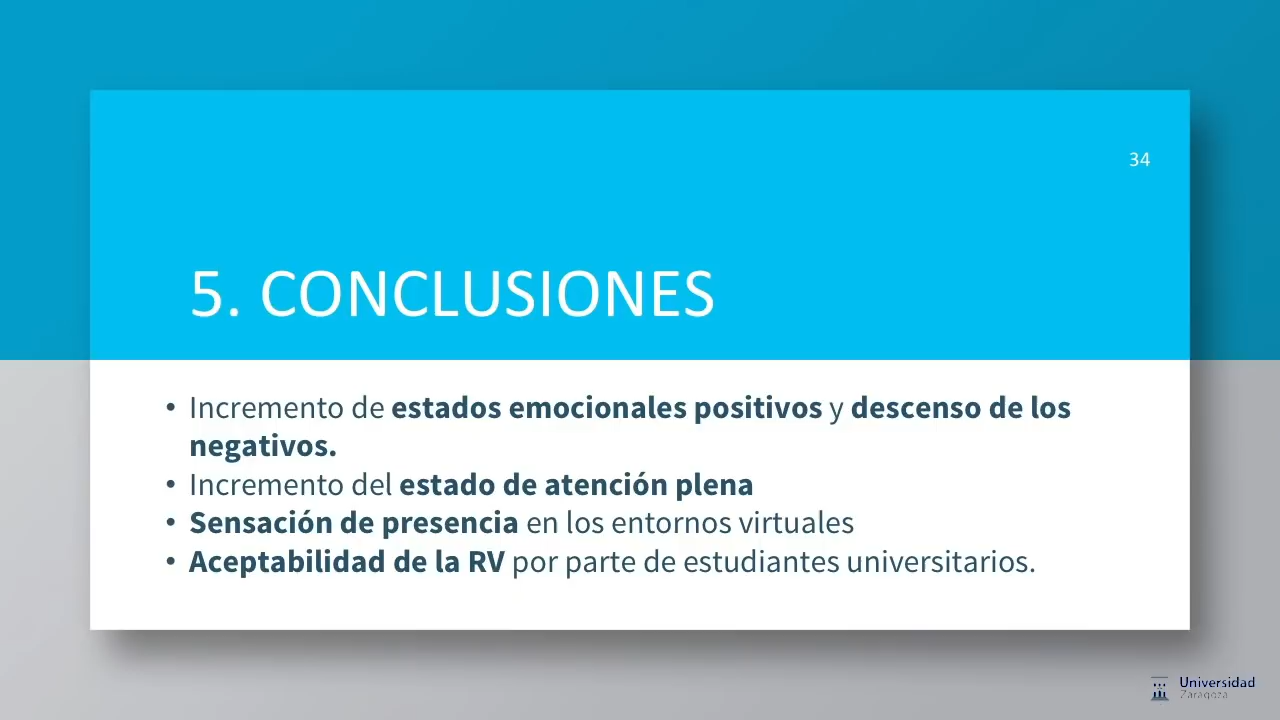 34
5. CONCLUSIONES
• Incremento de estados emocionales positivos y descenso de los
negativos.
• Incremento del estado de atención plena
• Sensación de presencia en los entornos virtuales
• Aceptabilidad de la RV por parte de estudiantes universitarios.
Universidad
Zaragoza